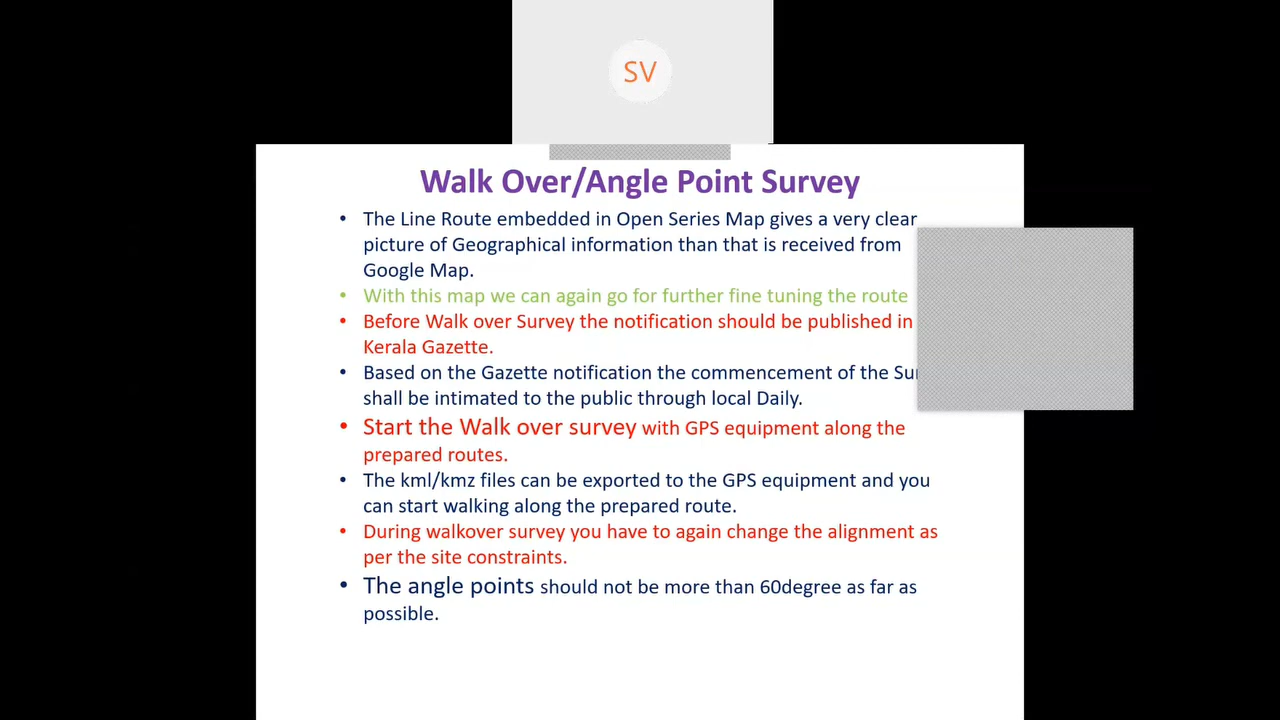 SV
Walk Over/Angle Point Survey
• The Line Route embedded in Open Series Map gives a very clear
picture of Geographical information than that is received from
Google Map.
• With this map we can again go for further fine tuning the route
• Before Walk over Survey the notification should be published in
Kerala Gazette.
• Based on the Gazette notification the commencement of the
shall be intimated to the public through local Daily.
• Start the Walk over survey with GPS equipment along the
prepared routes.
• The kml/kmz files can be exported to the GPS equipment and you
can start walking along the prepared route.
• During walkover survey you have to again change the alignment as
per the site constraints.
• The angle points should not be more than 60degree as far as
possible.